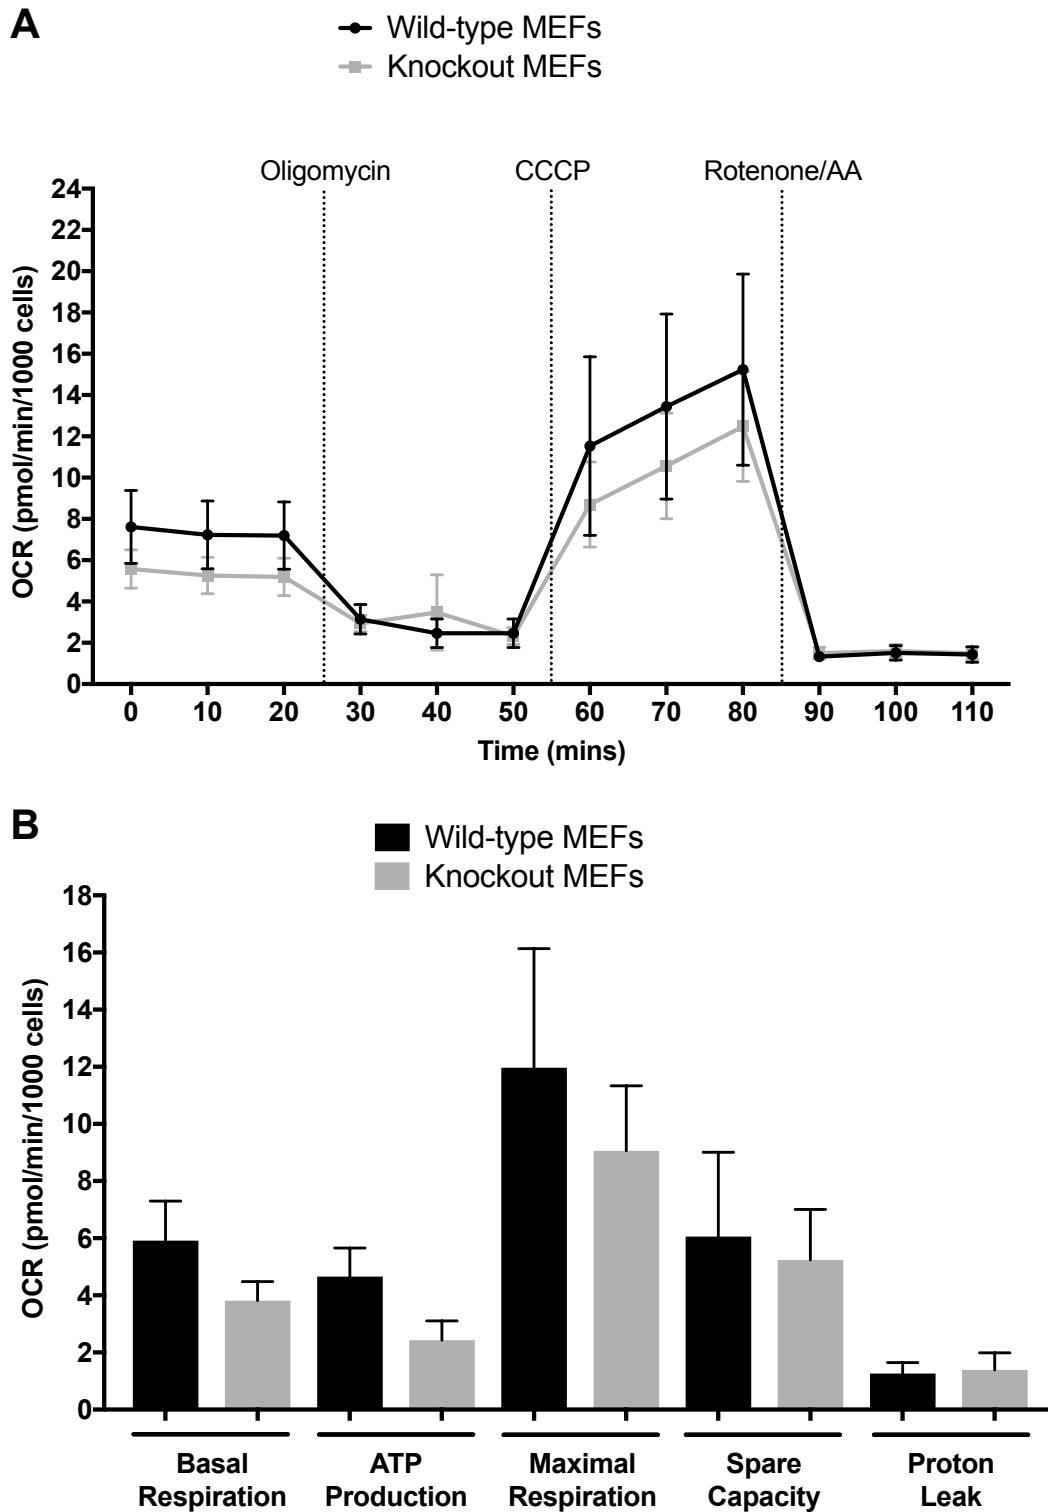 A
Wild-type MEFs
Knockout MEFs
Oligomycin CCCP Rotenone/AA
24
22
20
18
16
14
12
10
8
6
4
2
0
OCR (pmol/min/1000 cells)
0 10 20 30 40 50 60 70 80 90 100 110
Time (mins)
B
Wild-type MEFs
Knockout MEFs
18
16
14
12
10
8
6
4
2
0
OCR (pmol/min/1000 cells)
Basal ATP Maximal Spare Proton
Respiration Production Respiration Capacity Leak